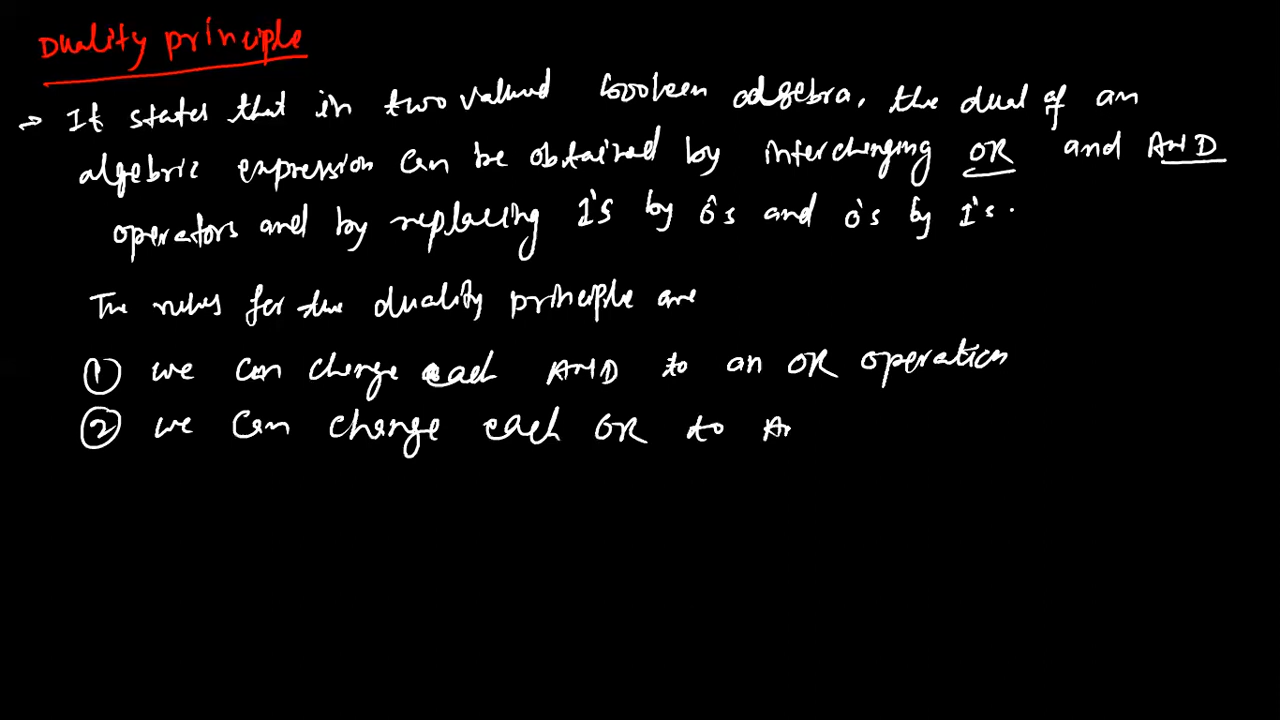 Duality principle
→ It states that in two valued boolean algebra, the dual of an
algebric expression can be obtained by interchanging OR and AND
operators and by replacing 1's by 0's and 0's by 1's.
The rules for the duality principle are
① we can change each AND to an OR operation
② we can change each OR to An